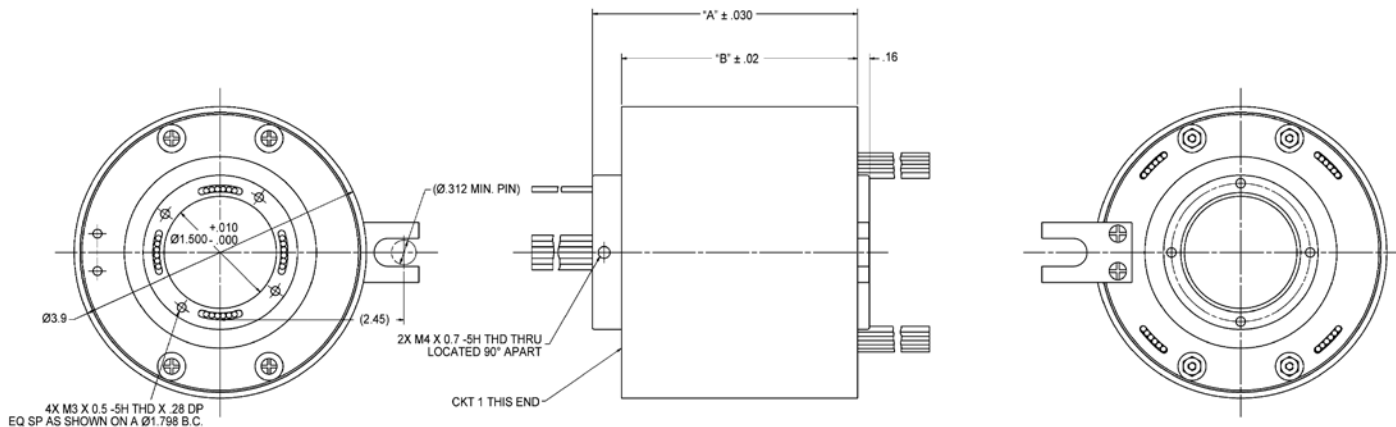 "A" ± .030
"B" ± .02
.16
(Ø.312 MIN. PIN)
+.010
Ø1.500 - .000
Ø3.9
(2.45)
2X M4 X 0.7 -5H THD THRU
LOCATED 90° APART
CKT 1 THIS END
4X M3 X 0.5 -5H THD X .28 DP
EQ SP AS SHOWN ON A Ø1.798 B.C.